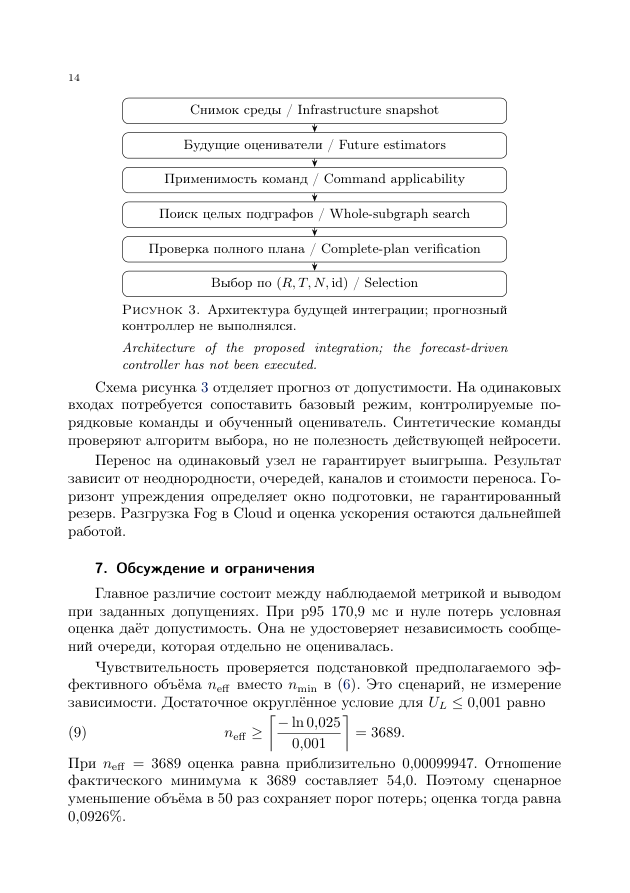 14
Снимок среды / Infrastructure snapshot
Будущие оцениватели / Future estimators
Применимость команд / Command applicability
Поиск целых подграфов / Whole-subgraph search
Проверка полного плана / Complete-plan verification
Выбор по (R, T, N, id) / Selection
Рисунок 3. Архитектура будущей интеграции; прогнозный
контроллер не выполнялся.
Architecture of the proposed integration; the forecast-driven
controller has not been executed.
Схема рисунка 3 отделяет прогноз от допустимости. На одинаковых
входах потребуется сопоставить базовый режим, контролируемые по-
рядковые команды и обученный оцениватель. Синтетические команды
проверяют алгоритм выбора, но не полезность действующей нейросети.
Перенос на одинаковый узел не гарантирует выигрыша. Результат
зависит от неоднородности, очередей, каналов и стоимости переноса. Го-
ризонт упреждения определяет окно подготовки, не гарантированный
резерв. Разгрузка Fog в Cloud и оценка ускорения остаются дальнейшей
работой.
7. Обсуждение и ограничения
Главное различие состоит между наблюдаемой метрикой и выводом
при заданных допущениях. При p95 170,9 мс и нуле потерь условная
оценка даёт допустимость. Она не удостоверяет независимость сообще-
ний очереди, которая отдельно не оценивалась.
Чувствительность проверяется подстановкой предполагаемого эф-
фективного объёма n_eff вместо n_min в (6). Это сценарий, не измерение
зависимости. Достаточное округлённое условие для U_L ≤ 0,001 равно
(9) n_eff ≥ ⌈(− ln 0,025) / 0,001⌉ = 3689.
При n_eff = 3689 оценка равна приблизительно 0,00099947. Отношение
фактического минимума к 3689 составляет 54,0. Поэтому сценарное
уменьшение объёма в 50 раз сохраняет порог потерь; оценка тогда равна
0,0926%.